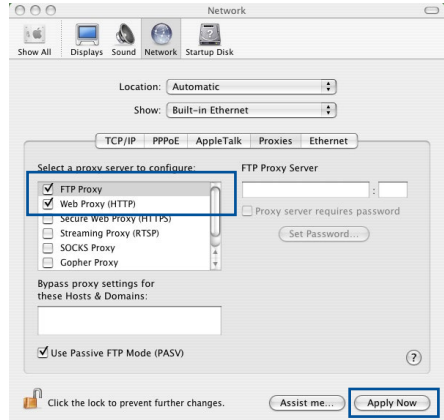 Network
Show All Displays Sound Network Startup Disk
Location: Automatic
Show: Built-in Ethernet
TCP/IP PPPoE AppleTalk Proxies Ethernet
Select a proxy server to configure: FTP Proxy Server
FTP Proxy :
Web Proxy (HTTP) Proxy server requires password
Secure Web Proxy (HTTPS)
Streaming Proxy (RTSP) Set Password...
SOCKS Proxy
Gopher Proxy
Bypass proxy settings for
these Hosts & Domains:
Use Passive FTP Mode (PASV) ?
Click the lock to prevent further changes. Assist me... Apply Now